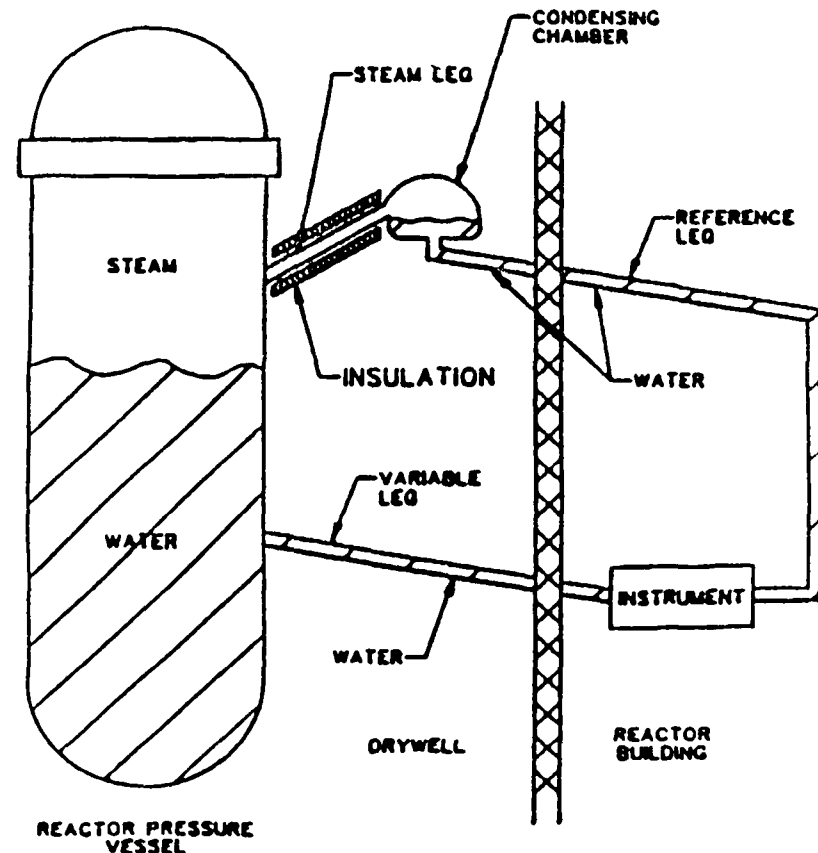 CONDENSING
CHAMBER
STEAM LEG
REFERENCE
LEG
STEAM
INSULATION
WATER
VARIABLE
LEG
WATER
INSTRUMENT
WATER
DRYWELL
REACTOR
BUILDING
REACTOR PRESSURE
VESSEL